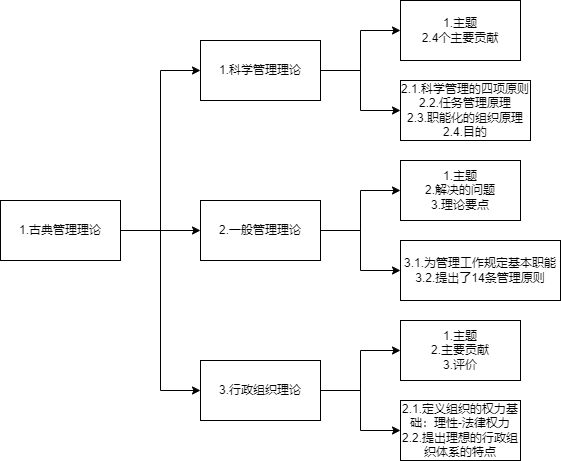 1.古典管理理论
1.科学管理理论
1.主题
2.4个主要贡献
2.1.科学管理的四项原则
2.2.任务管理原理
2.3.职能化的组织原理
2.4.目的
2.一般管理理论
1.主题
2.解决的问题
3.理论要点
3.1.为管理工作规定基本职能
3.2.提出了14条管理原则
3.行政组织理论
1.主题
2.主要贡献
3.评价
2.1.定义组织的权力基
础：理性-法律权力
2.2.提出理想的行政组
织体系的特点